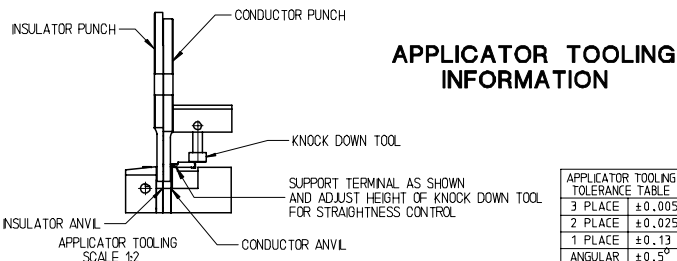 CONDUCTOR PUNCH
INSULATOR PUNCH
APPLICATOR TOOLING
INFORMATION
KNOCK DOWN TOOL
SUPPORT TERMINAL AS SHOWN
AND ADJUST HEIGHT OF KNOCK DOWN TOOL
FOR STRAIGHTNESS CONTROL
INSULATOR ANVIL
CONDUCTOR ANVIL
APPLICATOR TOOLING
SCALE 1:2
APPLICATOR TOOLING
TOLERANCE TABLE
3 PLACE ±0.005
2 PLACE ±0.025
1 PLACE ±0.13
ANGULAR ±0.5°